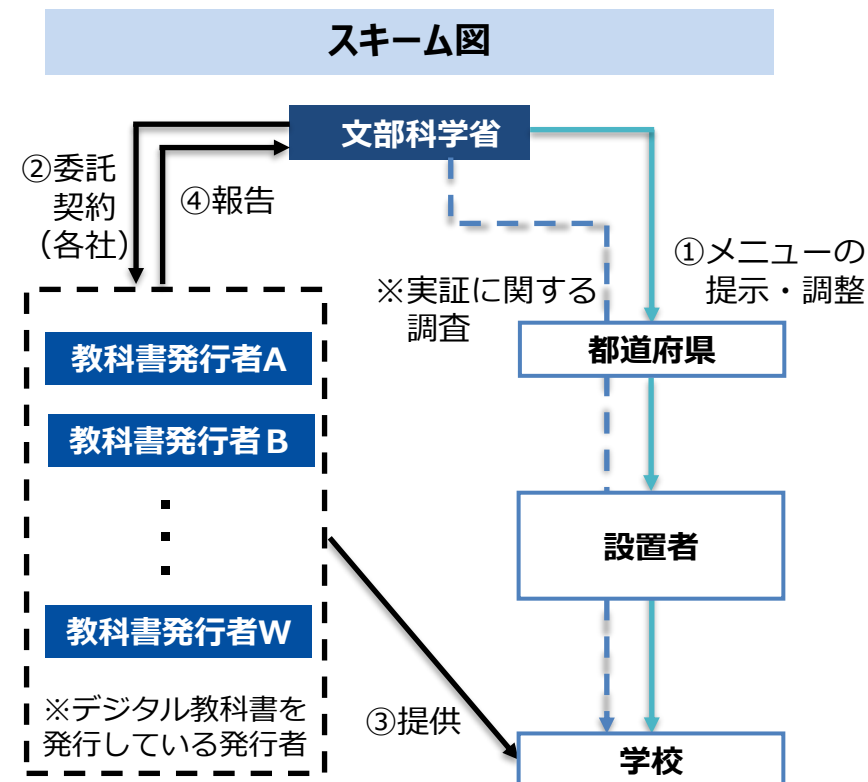 スキーム図
文部科学省
②委託
契約
（各社）
④報告
①メニューの
提示・調整
※実証に関する
調査
教科書発行者A
都道府県
教科書発行者B
設置者
教科書発行者W
※デジタル教科書を
発行している発行者
③提供
学校